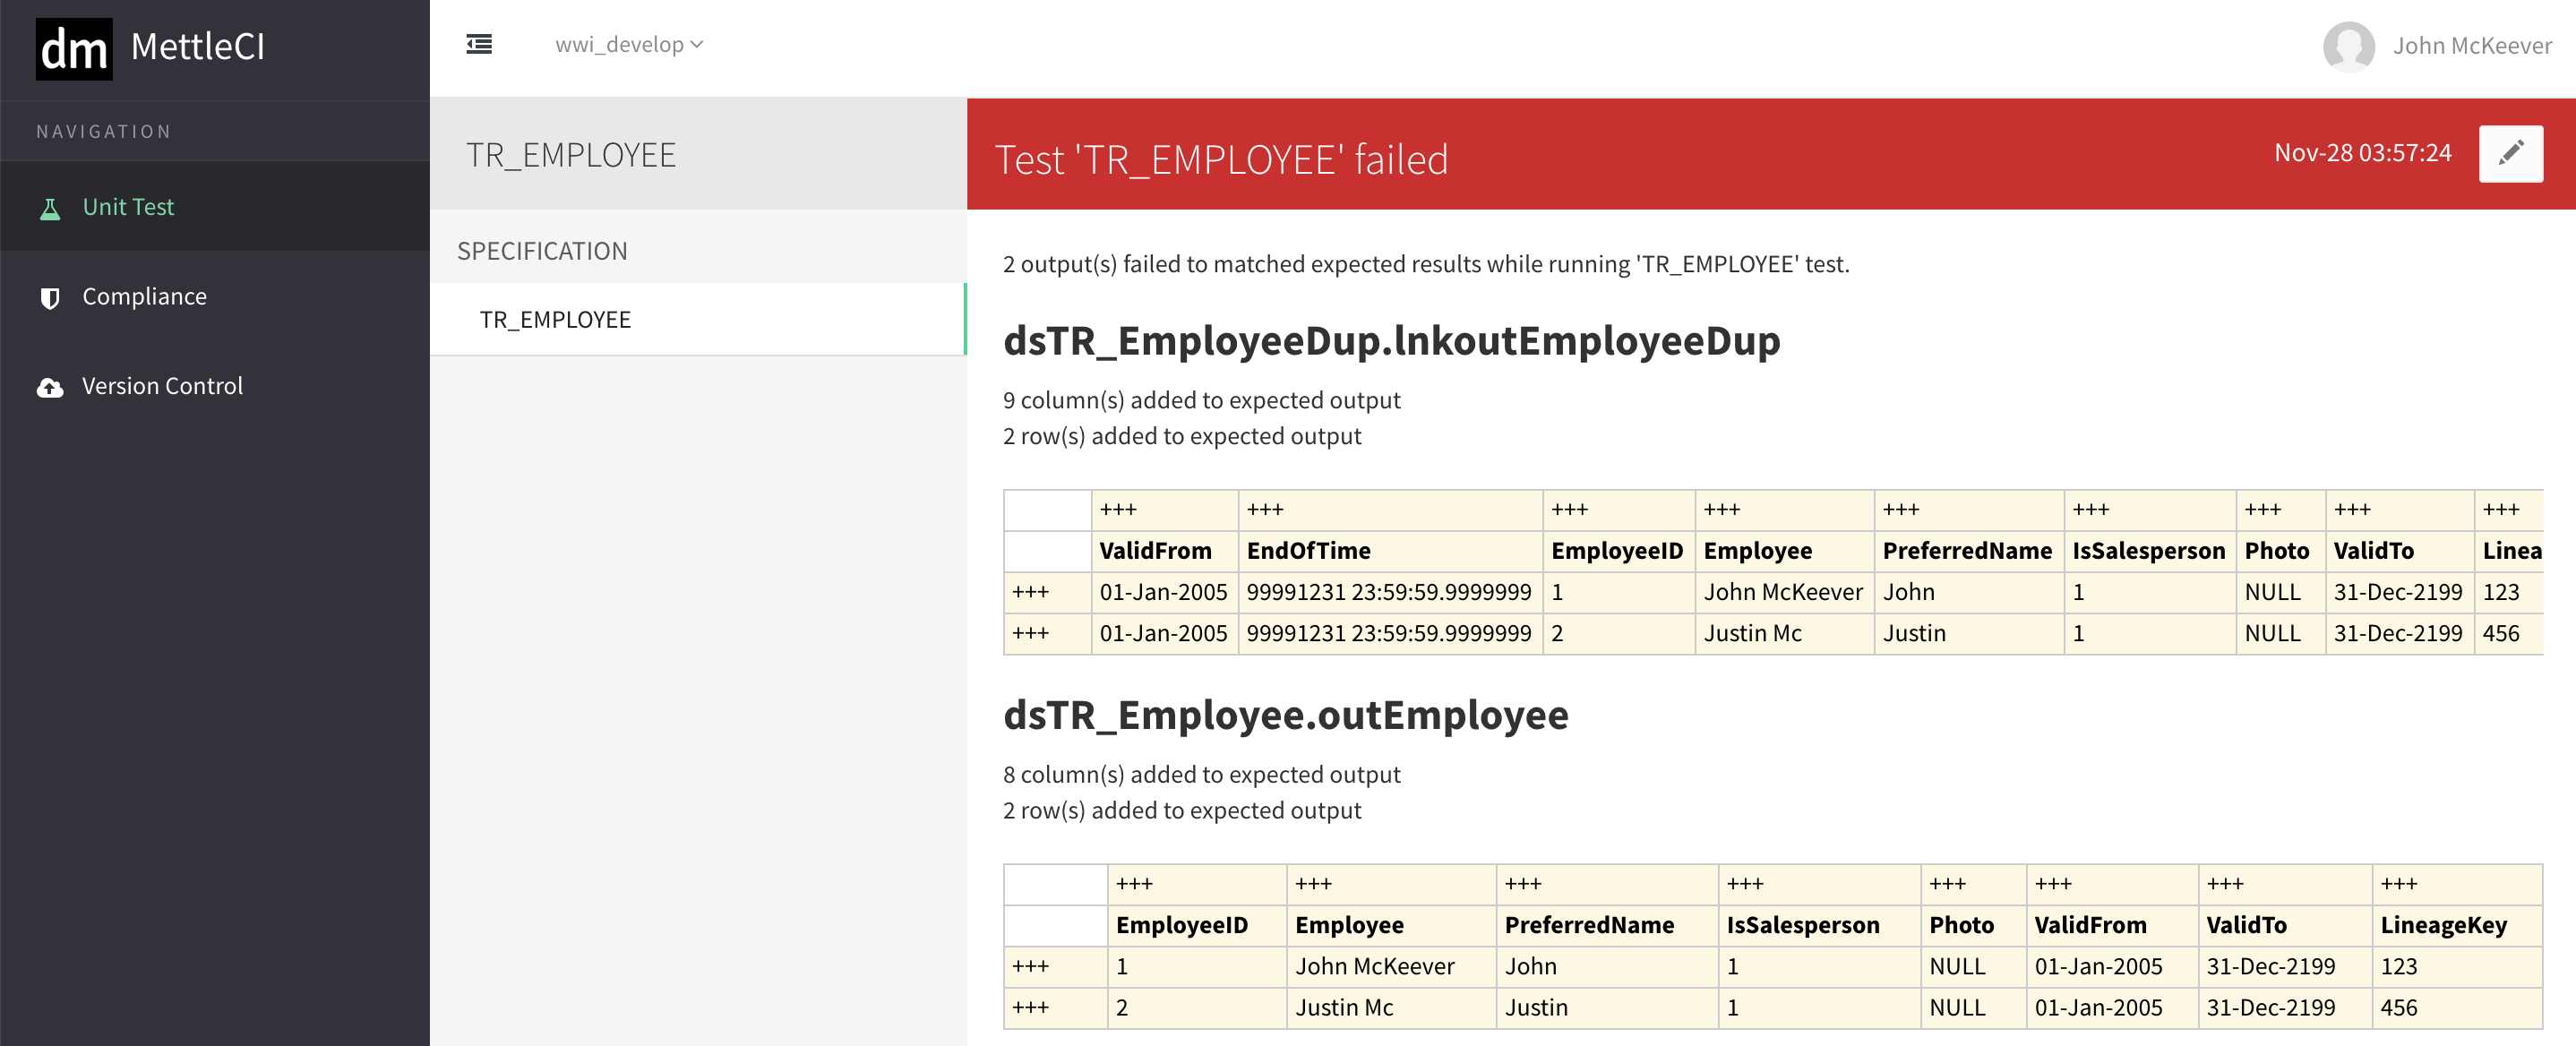 dm MettleCI
wwi_develop
John McKeever
NAVIGATION
Unit Test
Compliance
Version Control
TR_EMPLOYEE
SPECIFICATION
TR_EMPLOYEE
Test 'TR_EMPLOYEE' failed
Nov-28 03:57:24
2 output(s) failed to matched expected results while running 'TR_EMPLOYEE' test.
dsTR_EmployeeDup.lnkoutEmployeeDup
9 column(s) added to expected output
2 row(s) added to expected output
+++ +++ +++ +++ +++ +++ +++ +++ +++
ValidFrom EndOfTime EmployeeID Employee PreferredName IsSalesperson Photo ValidTo Linea
+++ 01-Jan-2005 99991231 23:59:59.9999999 1 John McKeever John 1 NULL 31-Dec-2199 123
+++ 01-Jan-2005 99991231 23:59:59.9999999 2 Justin Mc Justin 1 NULL 31-Dec-2199 456
dsTR_Employee.outEmployee
8 column(s) added to expected output
2 row(s) added to expected output
+++ +++ +++ +++ +++ +++ +++ +++
EmployeeID Employee PreferredName IsSalesperson Photo ValidFrom ValidTo LineageKey
+++ 1 John McKeever John 1 NULL 01-Jan-2005 31-Dec-2199 123
+++ 2 Justin Mc Justin 1 NULL 01-Jan-2005 31-Dec-2199 456